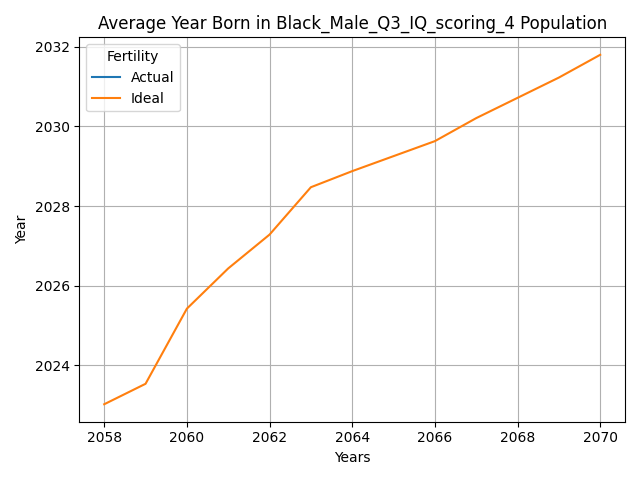 Average Year Born in Black_Male_Q3_IQ_scoring_4 Population
Fertility
Actual
Ideal
2032
2030
2028
2026
2024
Year
2058 2060 2062 2064 2066 2068 2070
Years